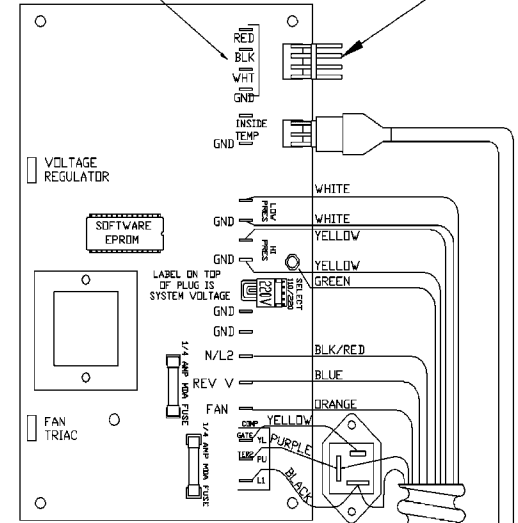 RED
BLK
WHT
GND
INSIDE
TEMP
GND
VOLTAGE
REGULATOR
WHITE
LOW
PRES
GND
WHITE
YELLOW
SOFTWARE
EPROM
HI
PRES
GND
YELLOW
GREEN
LABEL ON TOP
OF PLUG IS
SYSTEM VOLTAGE
220V
110/220
SELECT
GND
GND
N/L2
BLK/RED
1/4 AMP MDA FUSE
REV V
BLUE
FAN
ORANGE
FAN
TRIAC
1/4 AMP MDA FUSE
COMP
YELLOW
GATE
YL
PURPLE
TER2
PU
L1
BLACK